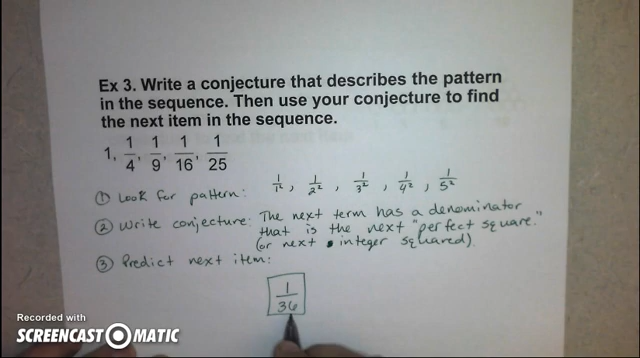 Ex 3. Write a conjecture that describes the pattern
in the sequence. Then use your conjecture to find
the next item in the sequence.
1, 1/4, 1/9, 1/16, 1/25
① Look for pattern: 1/1², 1/2², 1/3², 1/4², 1/5²
② Write conjecture: The next term has a denominator
that is the next "perfect square."
(or next integer squared).
③ Predict next item:
1/36
Recorded with
SCREENCAST-O-MATIC